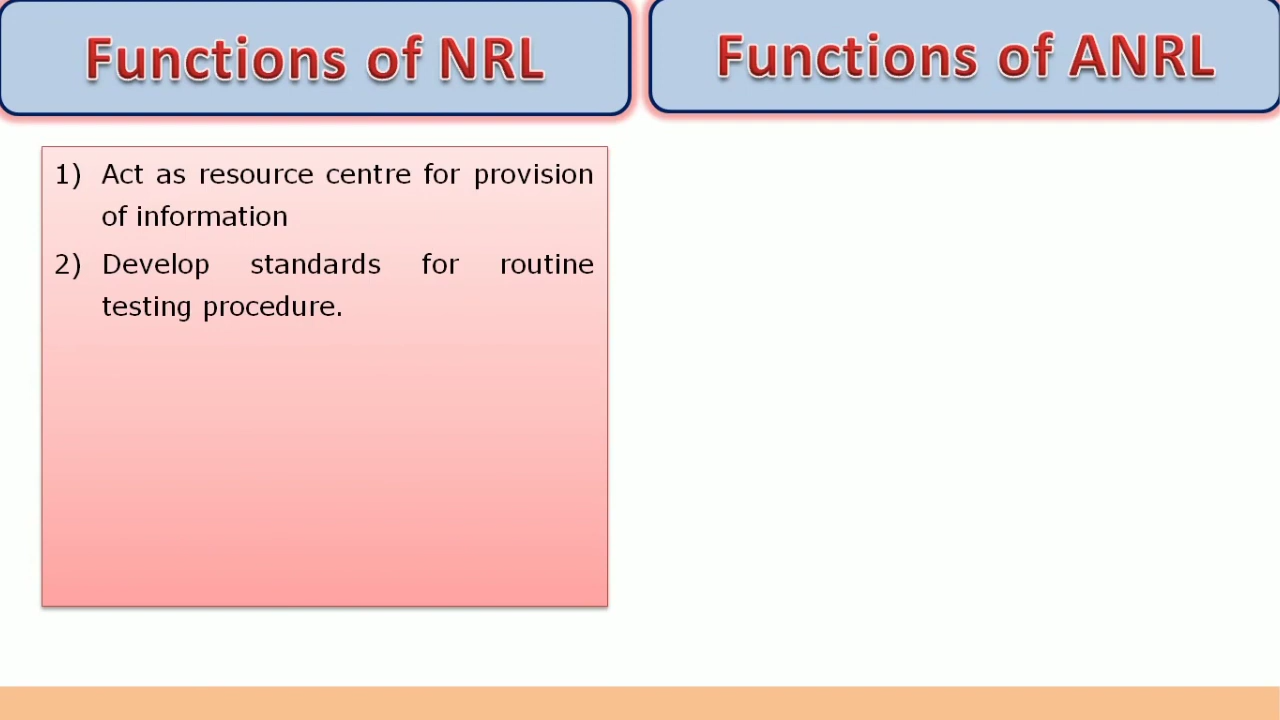 Functions of NRL
Functions of ANRL
1) Act as resource centre for provision
of information
2) Develop standards for routine
testing procedure.